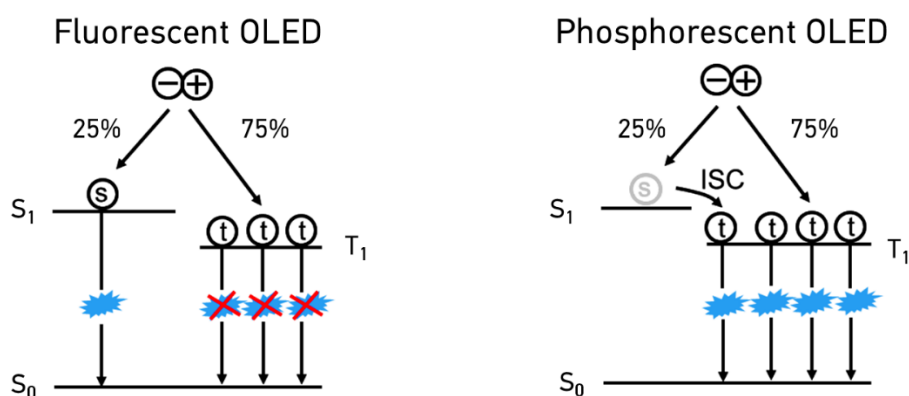 Fluorescent OLED
− +
25%
75%
s
S₁
t t t
T₁
S₀
Phosphorescent OLED
− +
25%
75%
s
ISC
S₁
t t t t
T₁
S₀